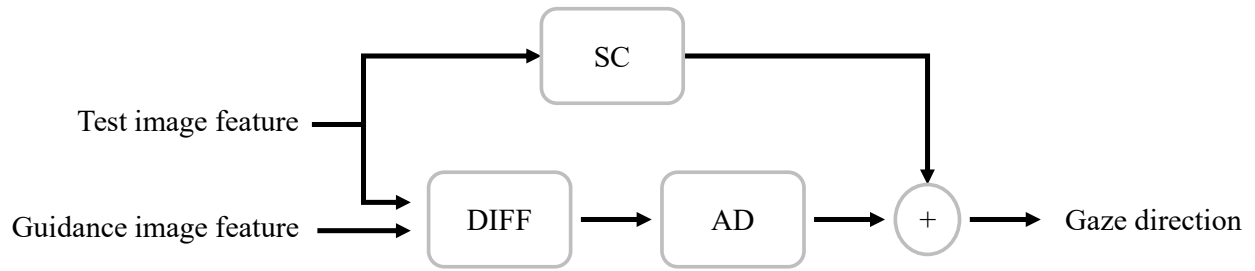 SC
Test image feature
Guidance image feature
DIFF
AD
+
Gaze direction